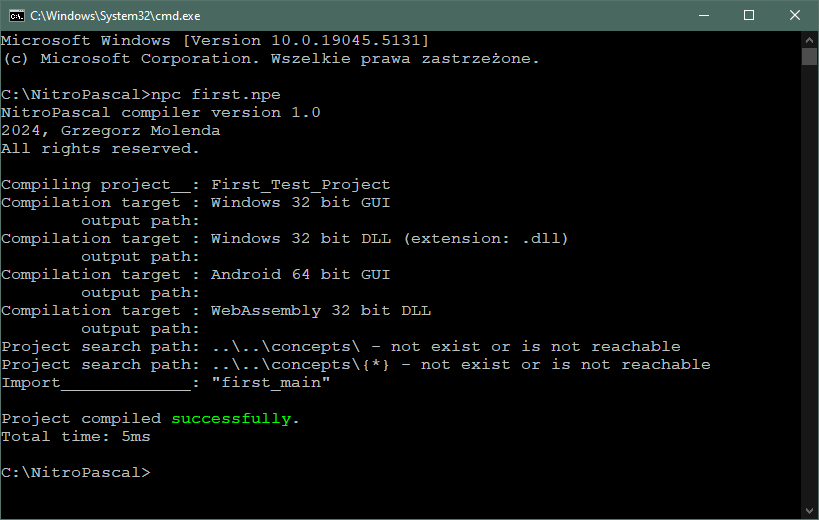 C:\Windows\System32\cmd.exe
Microsoft Windows [Version 10.0.19045.5131]
(c) Microsoft Corporation. Wszelkie prawa zastrzeżone.
C:\NitroPascal>npc first.npe
NitroPascal compiler version 1.0
2024, Grzegorz Molenda
All rights reserved.
Compiling project__: First_Test_Project
Compilation target : Windows 32 bit GUI
        output path:
Compilation target : Windows 32 bit DLL (extension: .dll)
        output path:
Compilation target : Android 64 bit GUI
        output path:
Compilation target : WebAssembly 32 bit DLL
        output path:
Project search path: ..\..\concepts\ - not exist or is not reachable
Project search path: ..\..\concepts\{*} - not exist or is not reachable
Import_____________: "first_main"
Project compiled successfully.
Total time: 5ms
C:\NitroPascal>